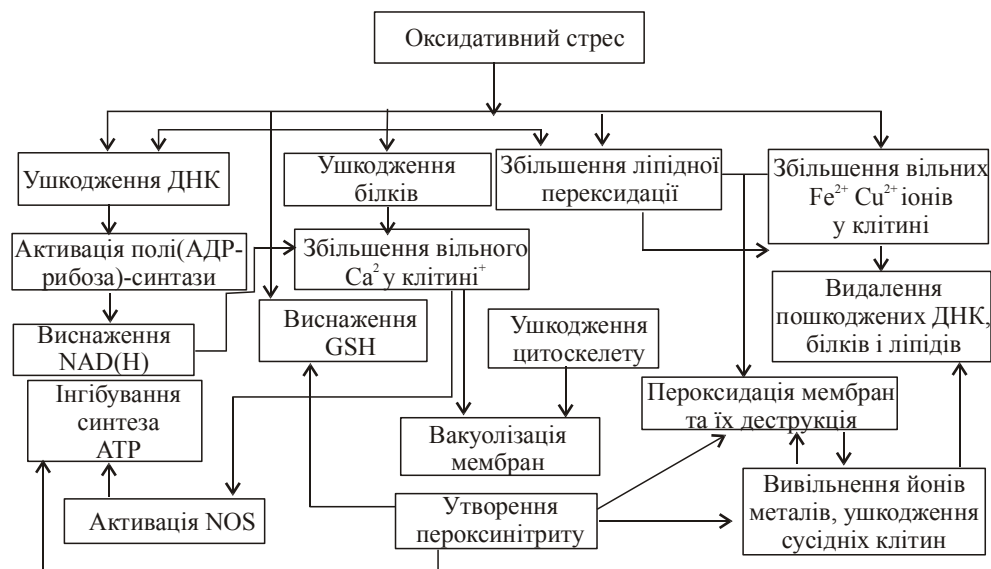 Оксидативний стрес
Ушкодження ДНК
Ушкодження
білків
Збільшення ліпідної
перексидації
Збільшення вільних
Fe²⁺ Cu²⁺ іонів
у клітині
Активація полі(АДР-
рибоза)-синтази
Збільшення вільного
Ca² у клітині⁺
Видалення
пошкоджених ДНК,
білків і ліпідів
Виснаження
NAD(H)
Виснаження
GSH
Ушкодження
цитоскелету
Інгібування
синтеза
АТР
Вакуолізація
мембран
Пероксидація мембран
та їх деструкція
Активація NOS
Утворення
пероксинітриту
Вивільнення йонів
металів, ушкодження
сусідніх клітин